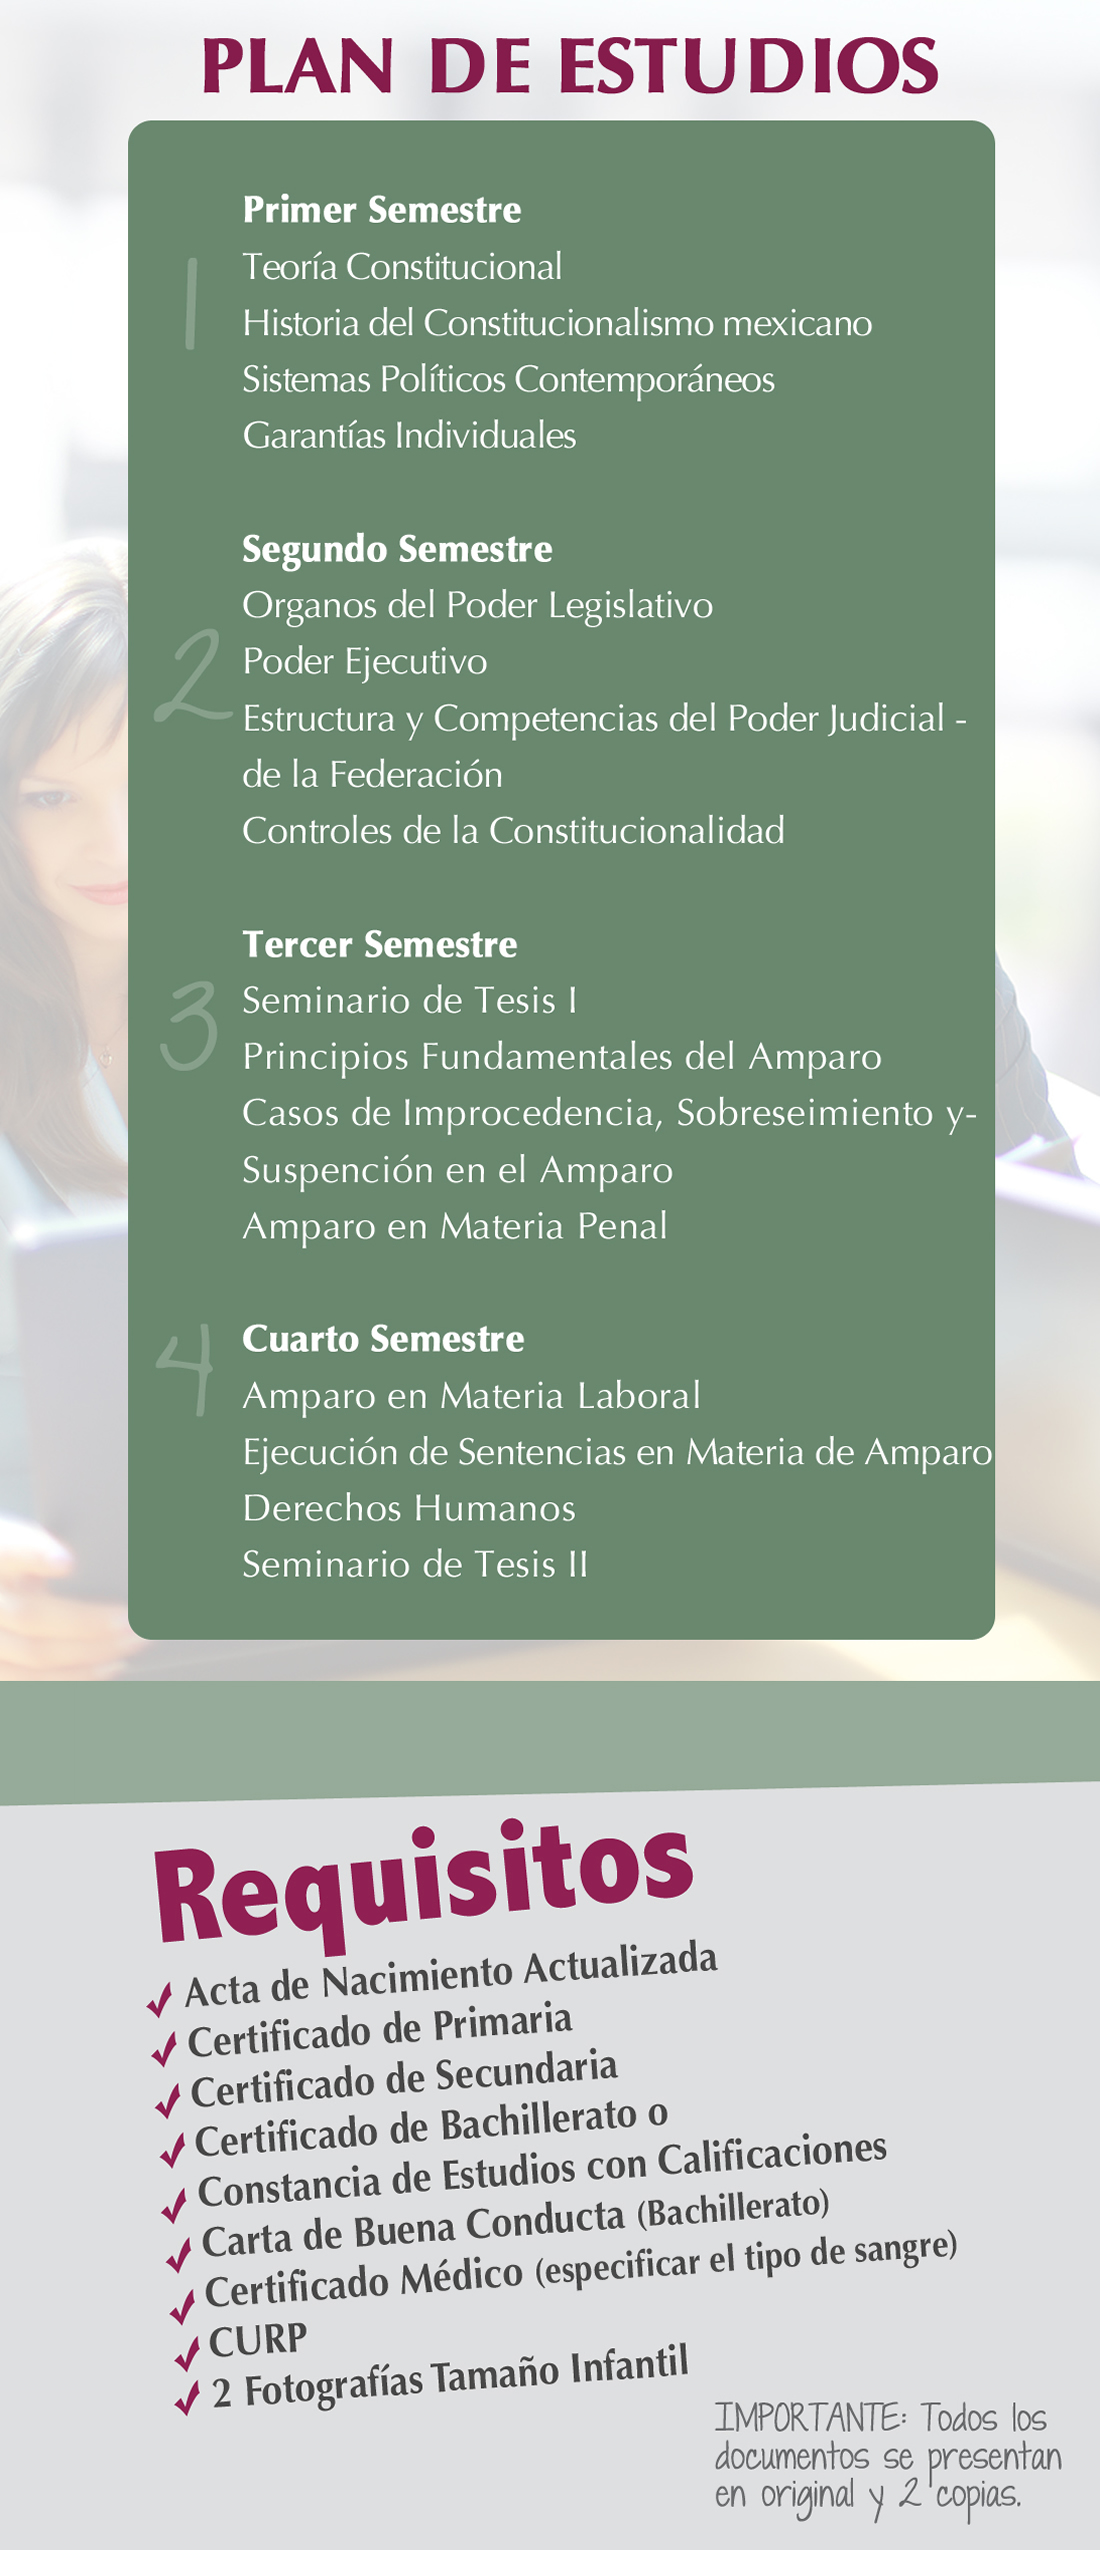 PLAN DE ESTUDIOS
Primer Semestre
1
Teoría Constitucional
Historia del Constitucionalismo mexicano
Sistemas Políticos Contemporáneos
Garantías Individuales
Segundo Semestre
Organos del Poder Legislativo
2
Poder Ejecutivo
Estructura y Competencias del Poder Judicial -
de la Federación
Controles de la Constitucionalidad
Tercer Semestre
3
Seminario de Tesis I
Principios Fundamentales del Amparo
Casos de Improcedencia, Sobreseimiento y-
Suspención en el Amparo
Amparo en Materia Penal
4
Cuarto Semestre
Amparo en Materia Laboral
Ejecución de Sentencias en Materia de Amparo
Derechos Humanos
Seminario de Tesis II
Requisitos
Acta de Nacimiento Actualizada
Certificado de Primaria
Certificado de Secundaria
Certificado de Bachillerato o
Constancia de Estudios con Calificaciones
Carta de Buena Conducta (Bachillerato)
Certificado Médico (especificar el tipo de sangre)
CURP
2 Fotografías Tamaño Infantil
IMPORTANTE: Todos los
documentos se presentan
en original y 2 copias.